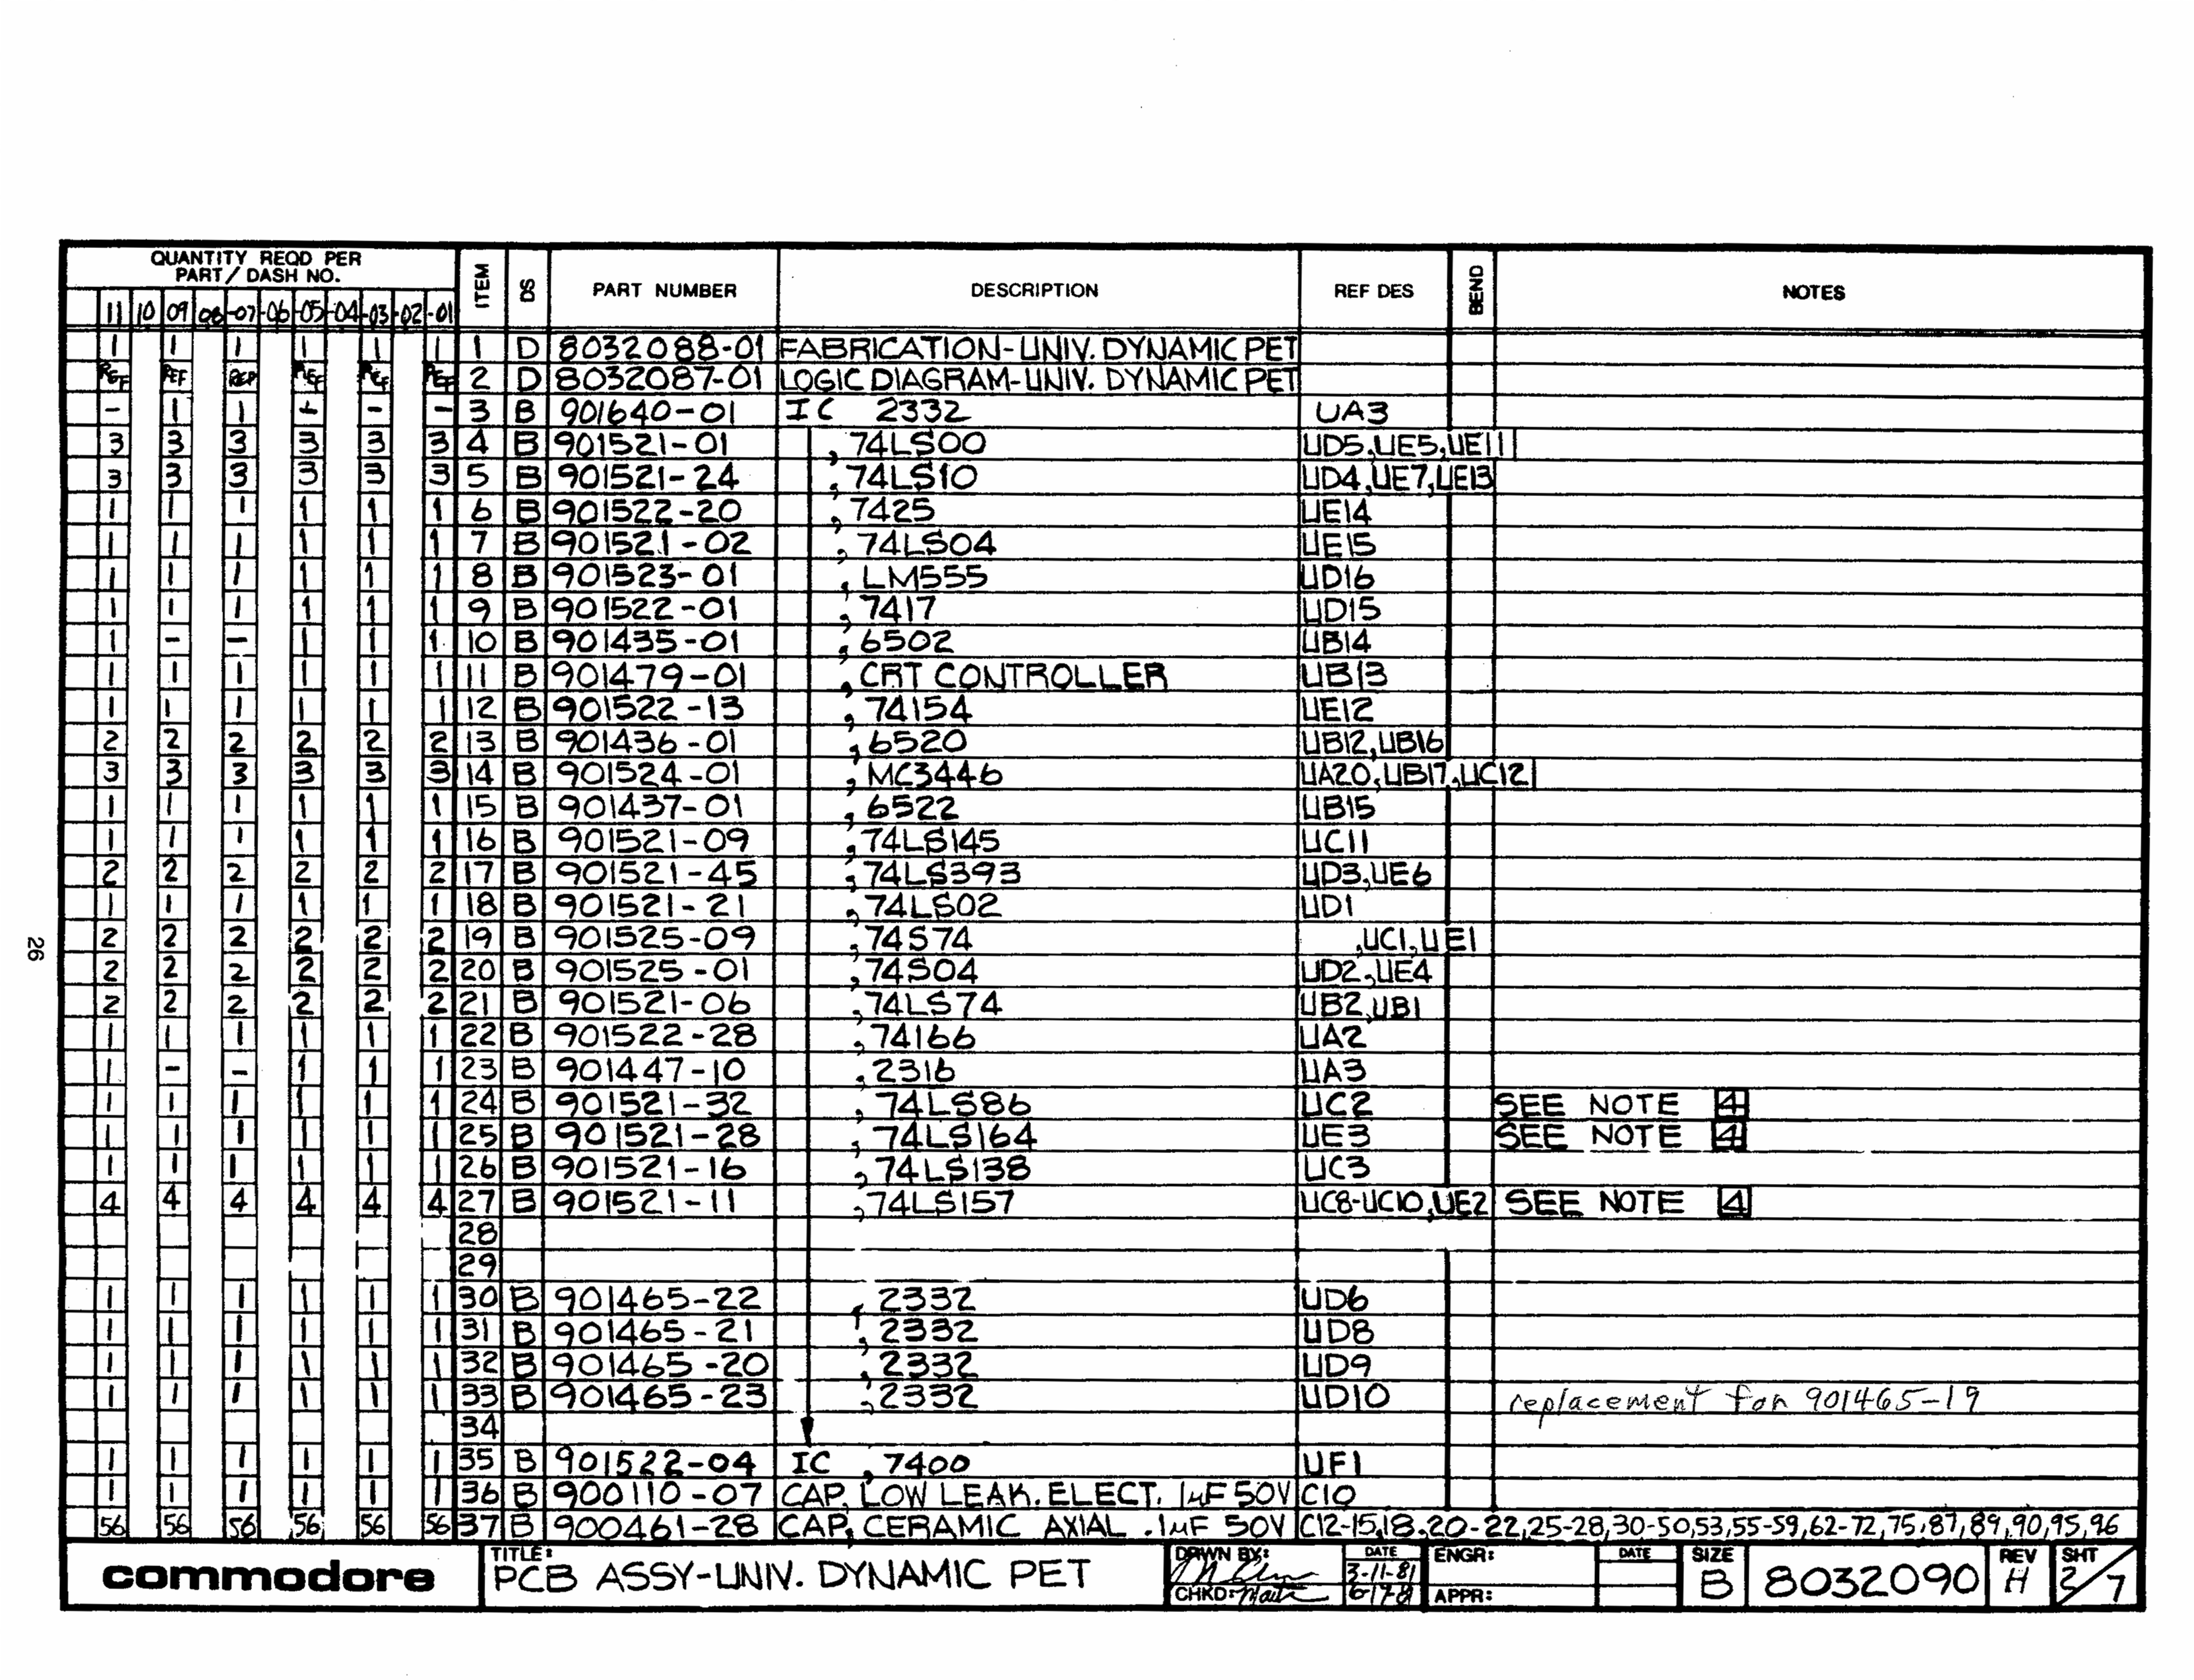 QUANTITY REQD PER
PART / DASH NO.
ITEM DS PART NUMBER DESCRIPTION REF DES BEND NOTES
11 10 09 08 -07 -06 -05 -04 -03 -02 -01
1 1 1 1 1 1 1 D 8032088-01 FABRICATION-UNIV. DYNAMIC PET
REF REF REF REF REF REF 2 D 8032087-01 LOGIC DIAGRAM-UNIV. DYNAMIC PET
- 1 1 - - - 3 B 901640-01 IC 2332 UA3
3 3 3 3 3 3 4 B 901521-01 , 74LS00 UD5,UE5,UE11
3 3 3 3 3 3 5 B 901521-24 , 74LS10 UD4,UE7,UE13
1 1 1 1 1 1 6 B 901522-20 , 7425 UE14
1 1 1 1 1 1 7 B 901521-02 , 74LS04 UE15
1 1 1 1 1 1 8 B 901523-01 , LM555 UD16
1 1 1 1 1 1 9 B 901522-01 , 7417 UD15
1 - - 1 1 1 10 B 901435-01 , 6502 UB14
1 1 1 1 1 1 11 B 901479-01 , CRT CONTROLLER UB13
1 1 1 1 1 1 12 B 901522-13 , 74154 UE12
2 2 2 2 2 2 13 B 901436-01 , 6520 UB12,UB16
3 3 3 3 3 3 14 B 901524-01 , MC3446 UA20,UB17,UC12
1 1 1 1 1 1 15 B 901437-01 , 6522 UB15
1 1 1 1 1 1 16 B 901521-09 , 74LS145 UC11
2 2 2 2 2 2 17 B 901521-45 , 74LS393 UD3,UE6
1 1 1 1 1 1 18 B 901521-21 , 74LS02 UD1
2 2 2 2 2 2 19 B 901525-09 , 74S74 ,UC1,UE1
2 2 2 2 2 2 20 B 901525-01 , 74S04 UD2,UE4
2 2 2 2 2 2 21 B 901521-06 , 74LS74 UB2,UB1
1 1 1 1 1 1 22 B 901522-28 , 74166 UA2
1 - - 1 1 1 23 B 901447-10 , 2316 UA3
1 1 1 1 1 1 24 B 901521-32 , 74LS86 UC2 SEE NOTE 4
1 1 1 1 1 1 25 B 901521-28 , 74LS164 UE3 SEE NOTE 4
1 1 1 1 1 1 26 B 901521-16 , 74LS138 UC3
4 4 4 4 4 4 27 B 901521-11 , 74LS157 UC8-UC10,UE2 SEE NOTE 4
28
29
1 1 1 1 1 1 30 B 901465-22 , 2332 UD6
1 1 1 1 1 1 31 B 901465-21 , 2332 UD8
1 1 1 1 1 1 32 B 901465-20 , 2332 UD9
1 1 1 1 1 1 33 B 901465-23 , 2332 UD10 replacement for 901465-19
34
1 1 1 1 1 1 35 B 901522-04 IC , 7400 UF1
1 1 1 1 1 1 36 B 900110-07 CAP, LOW LEAK. ELECT. 1µF 50V C10
56 56 56 56 56 56 37 B 900461-28 CAP, CERAMIC AXIAL .1µF 50V C12-15,18,20-22,25-28,30-50,53,55-59,62-72,75,87,89,90,95,96
commodore
TITLE:
PCB ASSY-UNIV. DYNAMIC PET
DRWN BY: DATE 3-11-81
CHKD: DATE
ENGR: DATE
APPR:
SIZE B
8032090
REV H
SHT 2/7
26